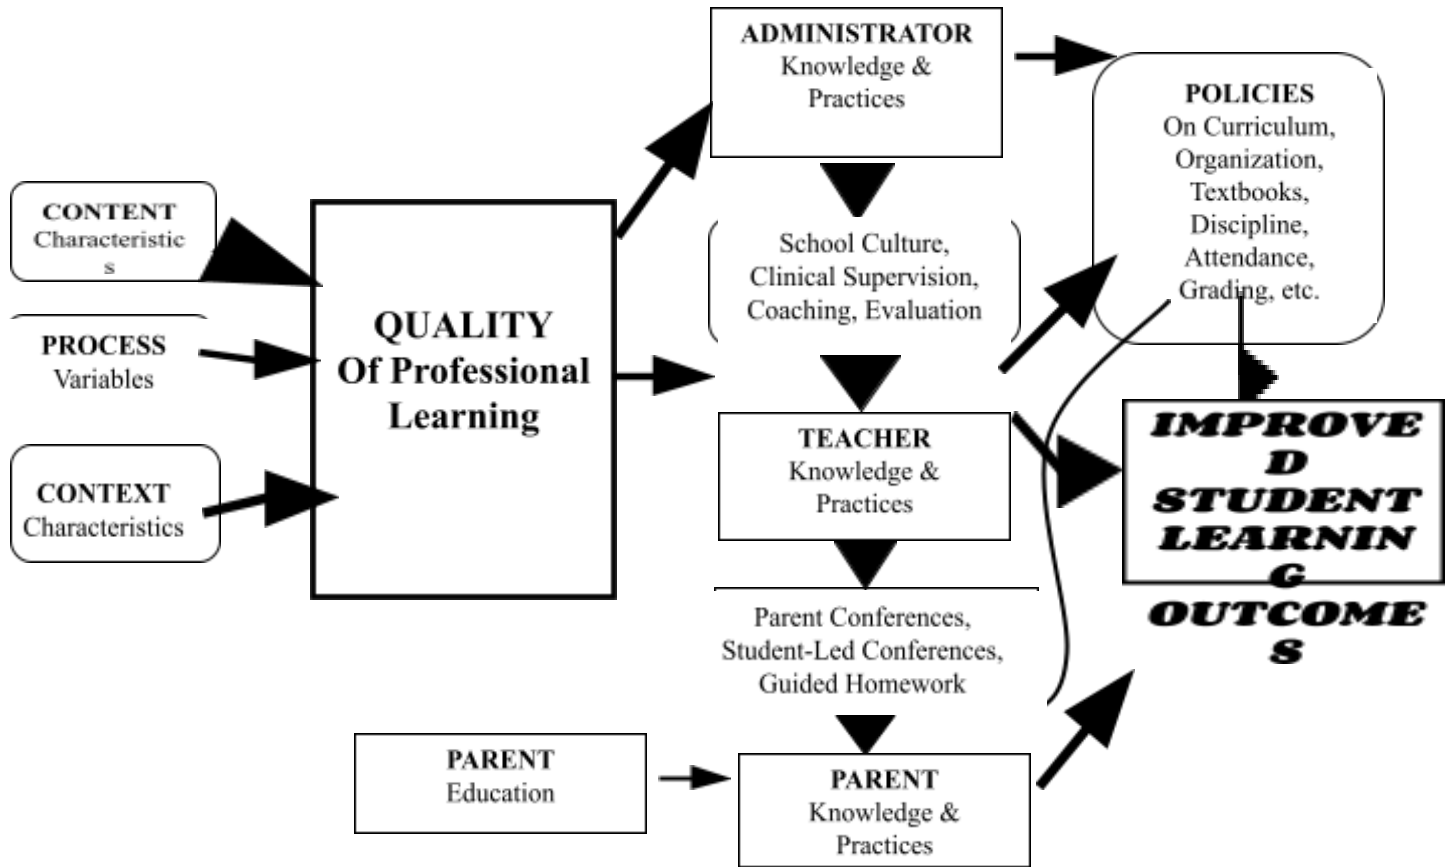 ADMINISTRATOR
Knowledge &
Practices
POLICIES
On Curriculum,
Organization,
Textbooks,
Discipline,
Attendance,
Grading, etc.
CONTENT
Characteristic
s
School Culture,
Clinical Supervision,
Coaching, Evaluation
PROCESS
Variables
QUALITY
Of Professional
Learning
CONTEXT
Characteristics
TEACHER
Knowledge &
Practices
IMPROVE
D
STUDENT
LEARNIN
G
OUTCOME
S
Parent Conferences,
Student-Led Conferences,
Guided Homework
PARENT
Education
PARENT
Knowledge &
Practices